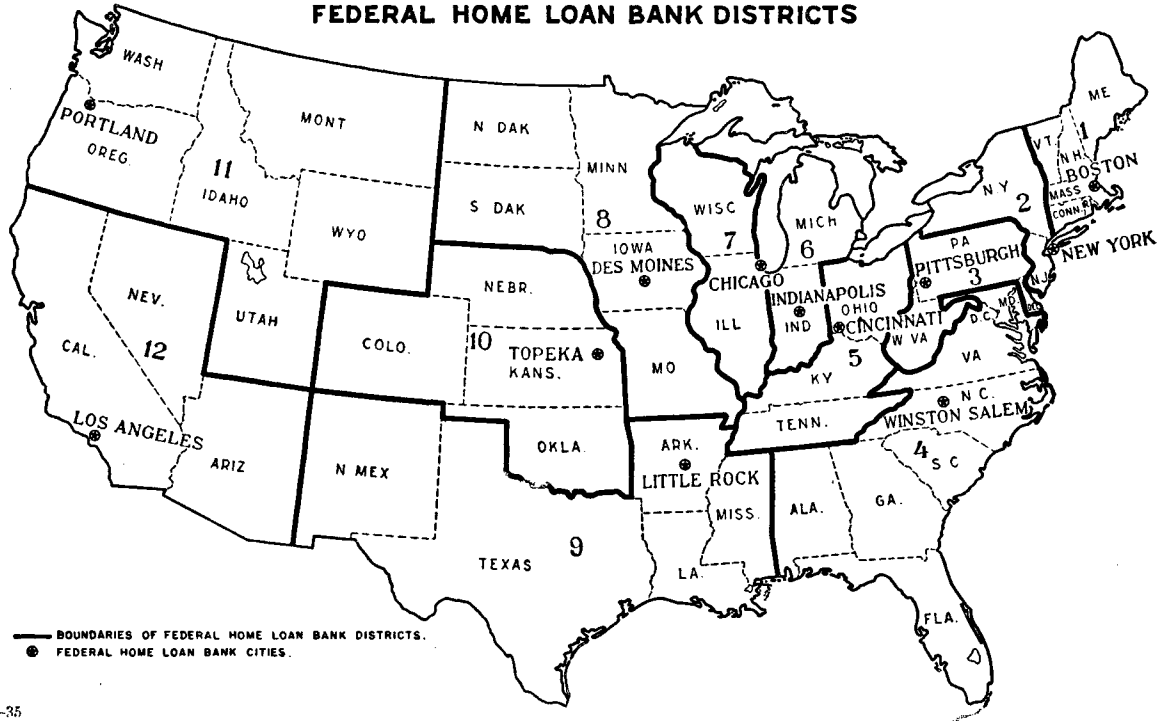 FEDERAL HOME LOAN BANK DISTRICTS
WASH
PORTLAND
OREG.
MONT
11
IDAHO
WYO
UTAH
NEV.
CAL.
12
LOS ANGELES
ARIZ
N DAK
S DAK
MINN
8
IOWA
DES MOINES
MO
NEBR.
COLO.
10
TOPEKA
KANS.
OKLA.
N MEX
TEXAS
9
ARK.
LITTLE ROCK
MISS.
LA.
WISC
7
CHICAGO
ILL
MICH
6
INDIANAPOLIS
IND
OHIO
CINCINNATI
5
KY
TENN.
W VA
PA
PITTSBURGH
3
N.Y
2
NEW YORK
N.J.
ME
1
VT.
N H.
BOSTON
MASS
CONN.
R.I.
MD.
DEL
D.C.
VA
N C.
WINSTON SALEM
4
S C
GA.
ALA.
FLA.
BOUNDARIES OF FEDERAL HOME LOAN BANK DISTRICTS.
FEDERAL HOME LOAN BANK CITIES.
-35